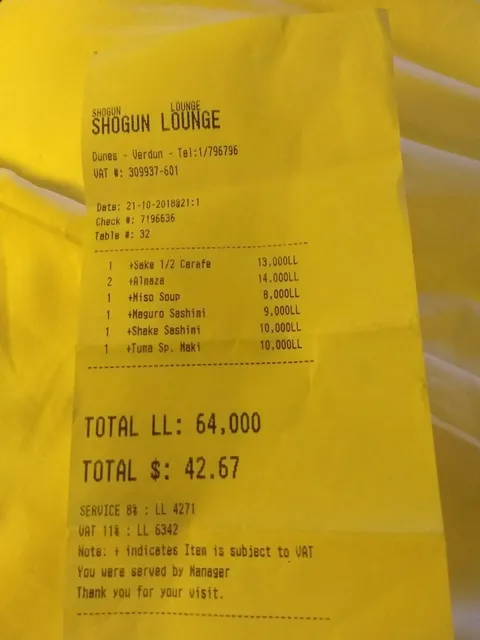 SHOGUN LOUNGE
SHOGUN LOUNGE
Dunes - Verdun - Tel:1/796796
VAT #: 309937-601
Date: 21-10-2018@21:1
Check #: 7196636
Table #: 32
1 +Sake 1/2 Carafe 13,000LL
2 +Almaza 14,000LL
1 +Miso Soup 8,000LL
1 +Maguro Sashimi 9,000LL
1 +Shake Sashimi 10,000LL
1 +Tuma Sp. Maki 10,000LL
TOTAL LL: 64,000
TOTAL $: 42.67
SERVICE 8% : LL 4271
VAT 11% : LL 6342
Note: + indicates Item is subject to VAT
You were served by Manager
Thank you for your visit.